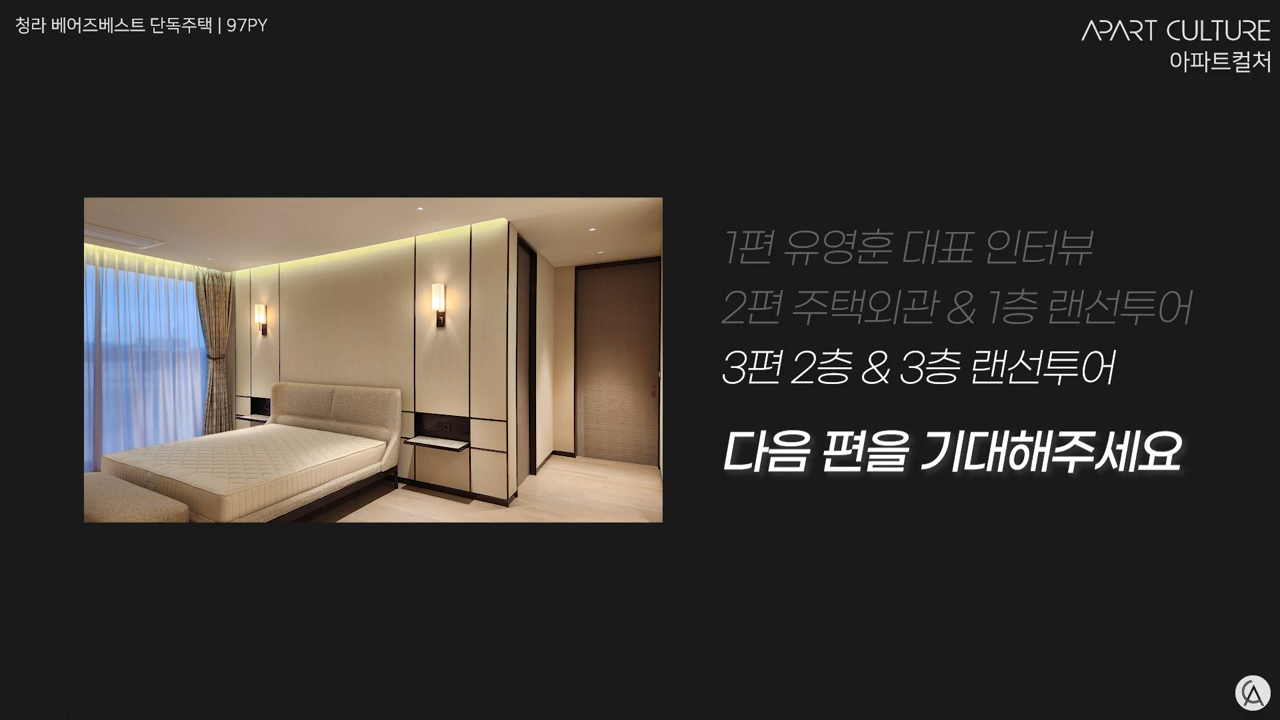 청라 베어즈베스트 단독주택 | 97PY
APART CULTURE
아파트컬처
1편 유영훈 대표 인터뷰
2편 주택외관 & 1층 랜선투어
3편 2층 & 3층 랜선투어
다음 편을 기대해주세요